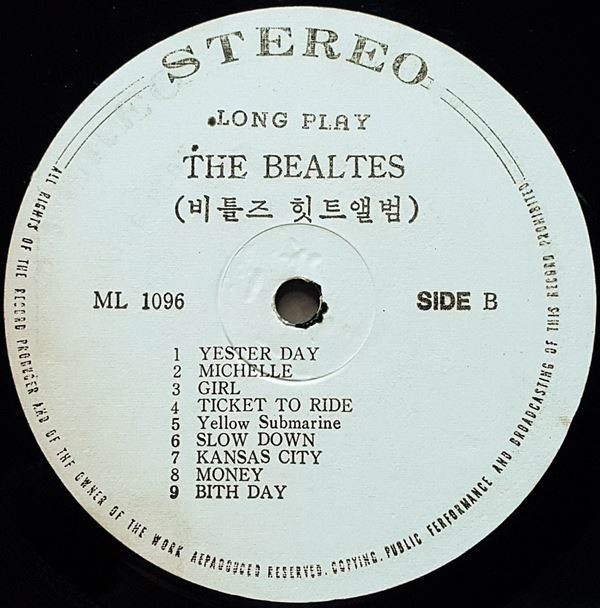 STEREO
LONG PLAY
THE BEALTES
(비틀즈 힛트앨범)
ML 1096
SIDE B
1 YESTER DAY
2 MICHELLE
3 GIRL
4 TICKET TO RIDE
5 Yellow Submarine
6 SLOW DOWN
7 KANSAS CITY
8 MONEY
9 BITH DAY
ALL RIGHTS OF THE RECORD PRODUCER AND OF THE OWNER OF THE WORK REPRODUCED RESERVED. COPYING. PUBLIC PERFORMANCE AND BROADCASTING OF THIS RECORD PROHIBITED